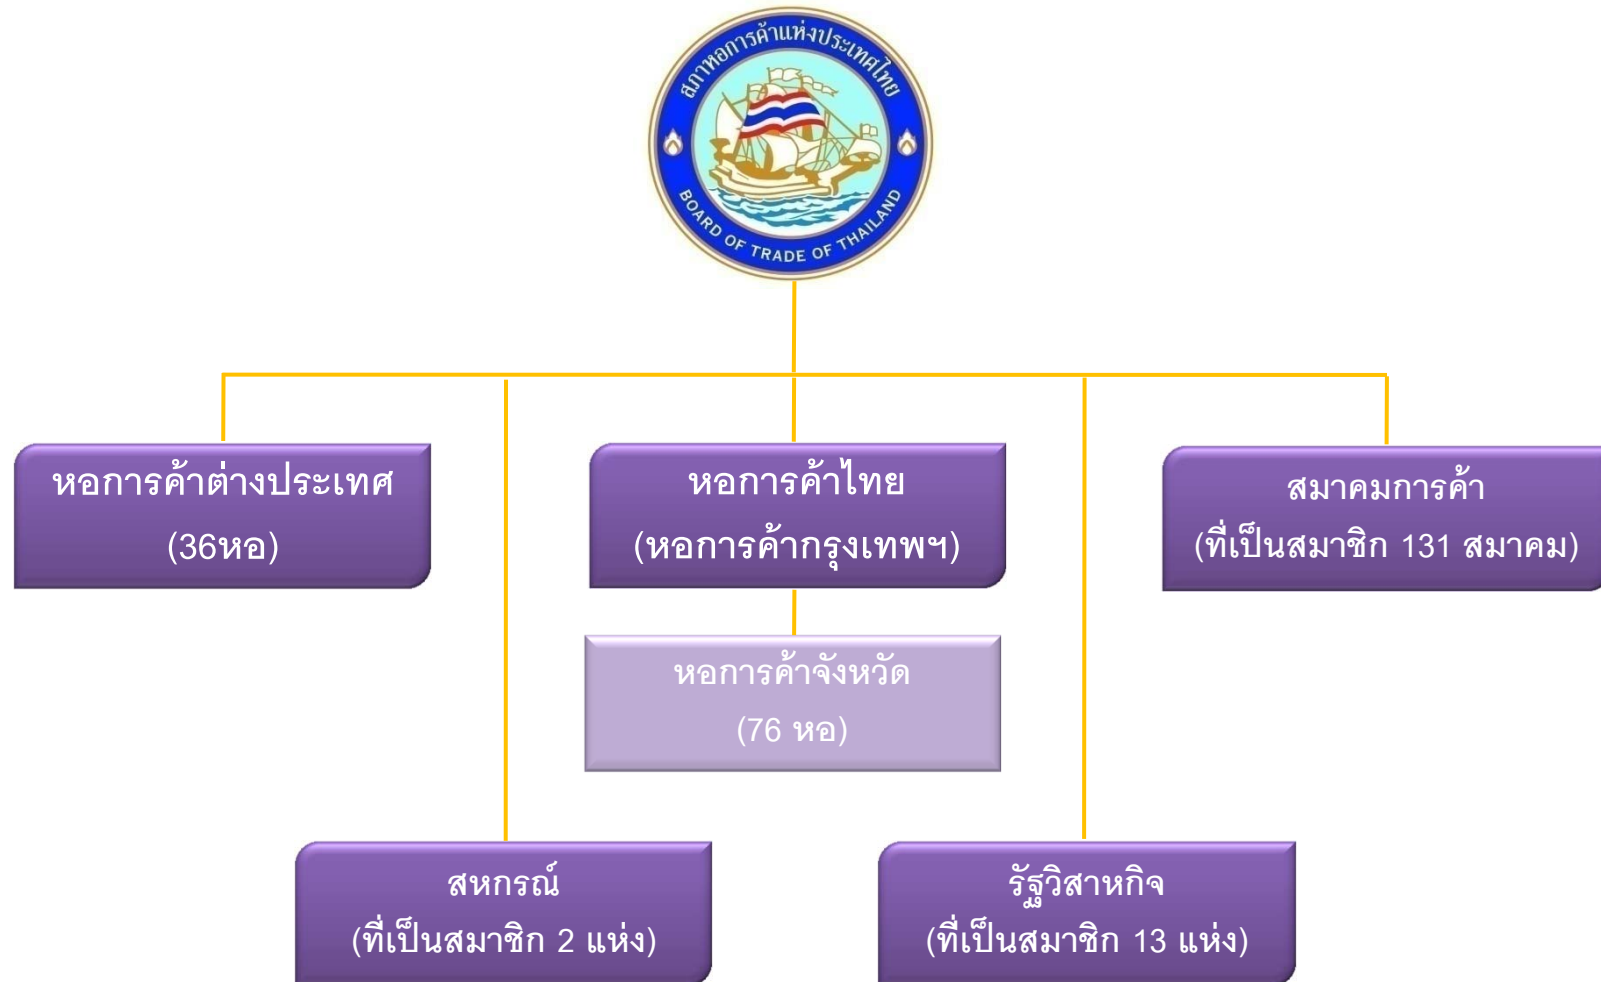 สภาหอการค้าแห่งประเทศไทย
BOARD OF TRADE OF THAILAND
หอการค้าต่างประเทศ
(36หอ)
หอการค้าไทย
(หอการค้ากรุงเทพฯ)
สมาคมการค้า
(ที่เป็นสมาชิก 131 สมาคม)
หอการค้าจังหวัด
(76 หอ)
สหกรณ์
(ที่เป็นสมาชิก 2 แห่ง)
รัฐวิสาหกิจ
(ที่เป็นสมาชิก 13 แห่ง)